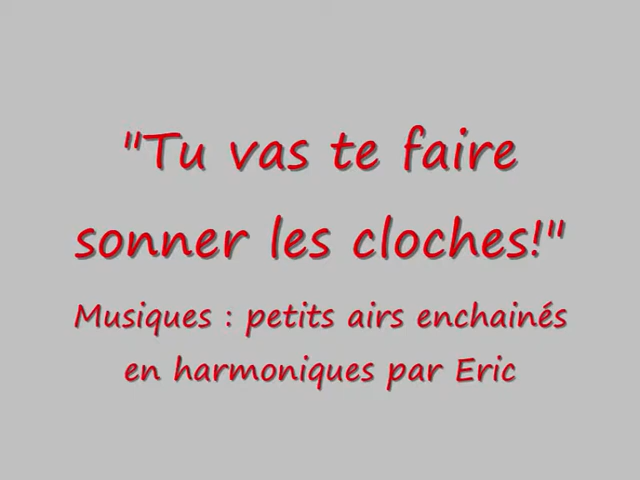 "Tu vas te faire
sonner les cloches!"
Musiques : petits airs enchainés
en harmoniques par Eric